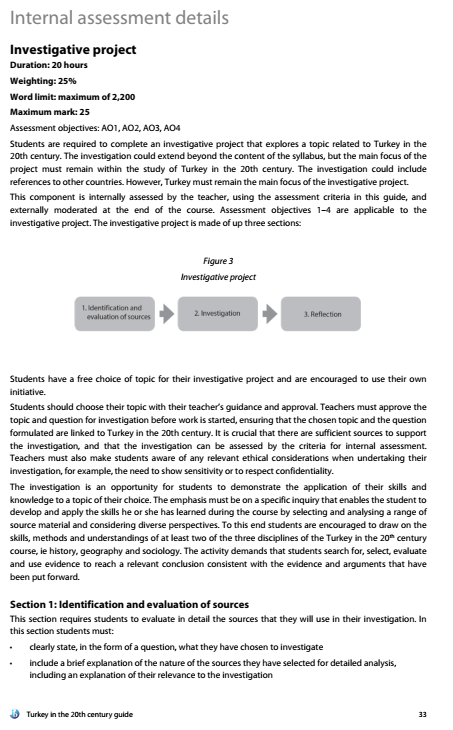 Internal assessment details
Investigative project
Duration: 20 hours
Weighting: 25%
Word limit: maximum of 2,200
Maximum mark: 25
Assessment objectives: AO1, AO2, AO3, AO4
Students are required to complete an investigative project that explores a topic related to Turkey in the
20th century. The investigation could extend beyond the content of the syllabus, but the main focus of the
project must remain within the study of Turkey in the 20th century. The investigation could include
references to other countries. However, Turkey must remain the main focus of the investigative project.
This component is internally assessed by the teacher, using the assessment criteria in this guide, and
externally moderated at the end of the course. Assessment objectives 1–4 are applicable to the
investigative project. The investigative project is made of up three sections:
Figure 3
Investigative project
1. Identification and
evaluation of sources
2. Investigation
3. Reflection
Students have a free choice of topic for their investigative project and are encouraged to use their own
initiative.
Students should choose their topic with their teacher's guidance and approval. Teachers must approve the
topic and question for investigation before work is started, ensuring that the chosen topic and the question
formulated are linked to Turkey in the 20th century. It is crucial that there are sufficient sources to support
the investigation, and that the investigation can be assessed by the criteria for internal assessment.
Teachers must also make students aware of any relevant ethical considerations when undertaking their
investigation, for example, the need to show sensitivity or to respect confidentiality.
The investigation is an opportunity for students to demonstrate the application of their skills and
knowledge to a topic of their choice. The emphasis must be on a specific inquiry that enables the student to
develop and apply the skills he or she has learned during the course by selecting and analysing a range of
source material and considering diverse perspectives. To this end students are encouraged to draw on the
skills, methods and understandings of at least two of the three disciplines of the Turkey in the 20th century
course, ie history, geography and sociology. The activity demands that students search for, select, evaluate
and use evidence to reach a relevant conclusion consistent with the evidence and arguments that have
been put forward.
Section 1: Identification and evaluation of sources
This section requires students to evaluate in detail the sources that they will use in their investigation. In
this section students must:
• clearly state, in the form of a question, what they have chosen to investigate
• include a brief explanation of the nature of the sources they have selected for detailed analysis,
including an explanation of their relevance to the investigation
Turkey in the 20th century guide 33